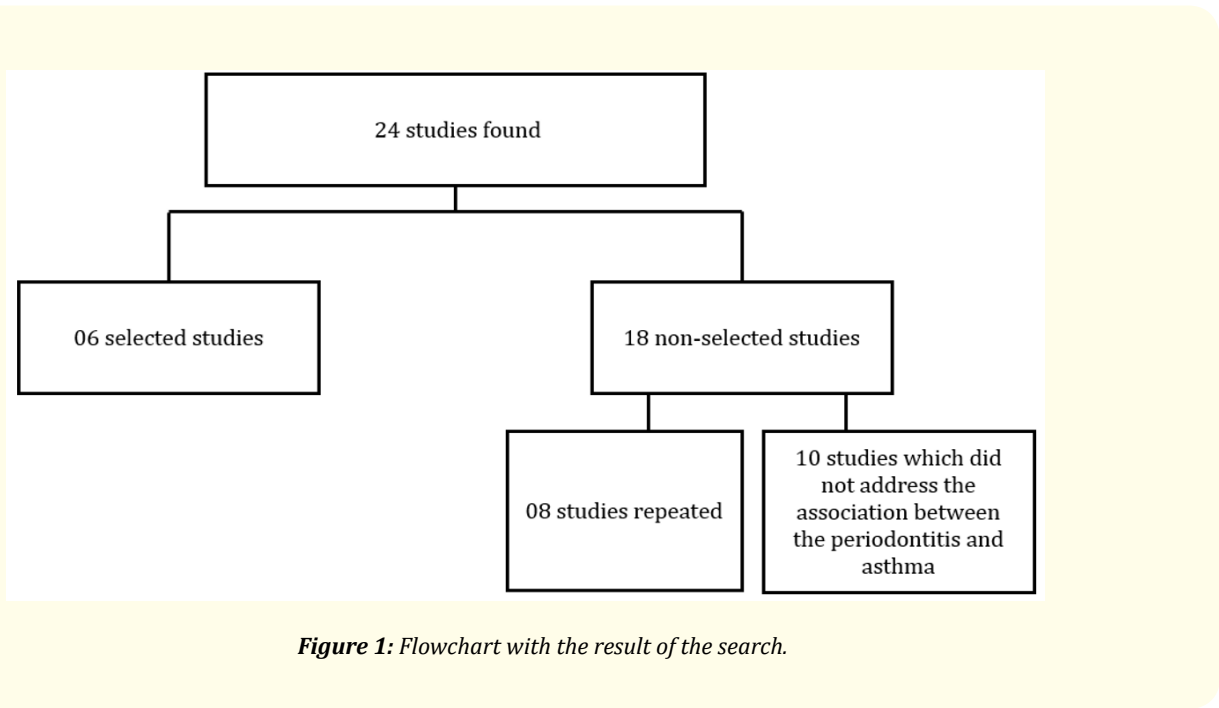 24 studies found
06 selected studies
18 non-selected studies
08 studies repeated
10 studies which did
not address the
association between
the periodontitis and
asthma
Figure 1: Flowchart with the result of the search.